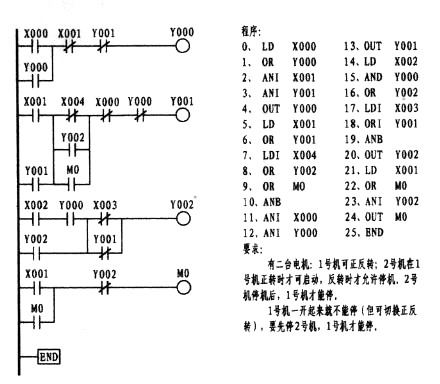 X000 X001 Y001 Y000
Y000
X001 X004 X000 Y000 Y001
Y002
Y001 M0
X002 Y000 X003 Y002
Y002 Y001
X001 Y002 M0
M0
END
程序:
0、LD X000 13、OUT Y001
1、OR Y000 14、LD X002
2、ANI X001 15、AND Y000
3、ANI Y001 16、OR Y002
4、OUT Y000 17、LDI X003
5、LD X001 18、ORI Y001
6、OR Y001 19、ANB
7、LDI X004 20、OUT Y002
8、OR Y002 21、LD X001
9、OR M0 22、OR M0
10、ANB 23、ANI Y002
11、ANI X000 24、OUT M0
12、ANI Y000 25、END
要求:
有二台电机: 1号机可正反转; 2号机在1
号机正转时才可启动, 反转时才允许停机. 2号
机停机后, 1号机才能停.
1号机一开起来就不能停 (但可切换正反
转), 要先停2号机, 1号机才能停.